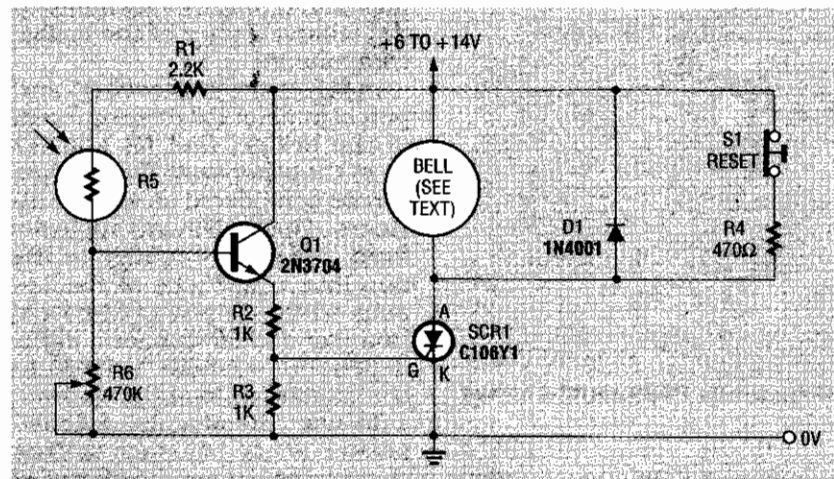 +6 TO +14V
R1
2.2K
R5
BELL
(SEE
TEXT)
S1
RESET
Q1
2N3704
D1
1N4001
R4
470Ω
R2
1K
A
SCR1
C106Y1
G
K
R6
470K
R3
1K
0V